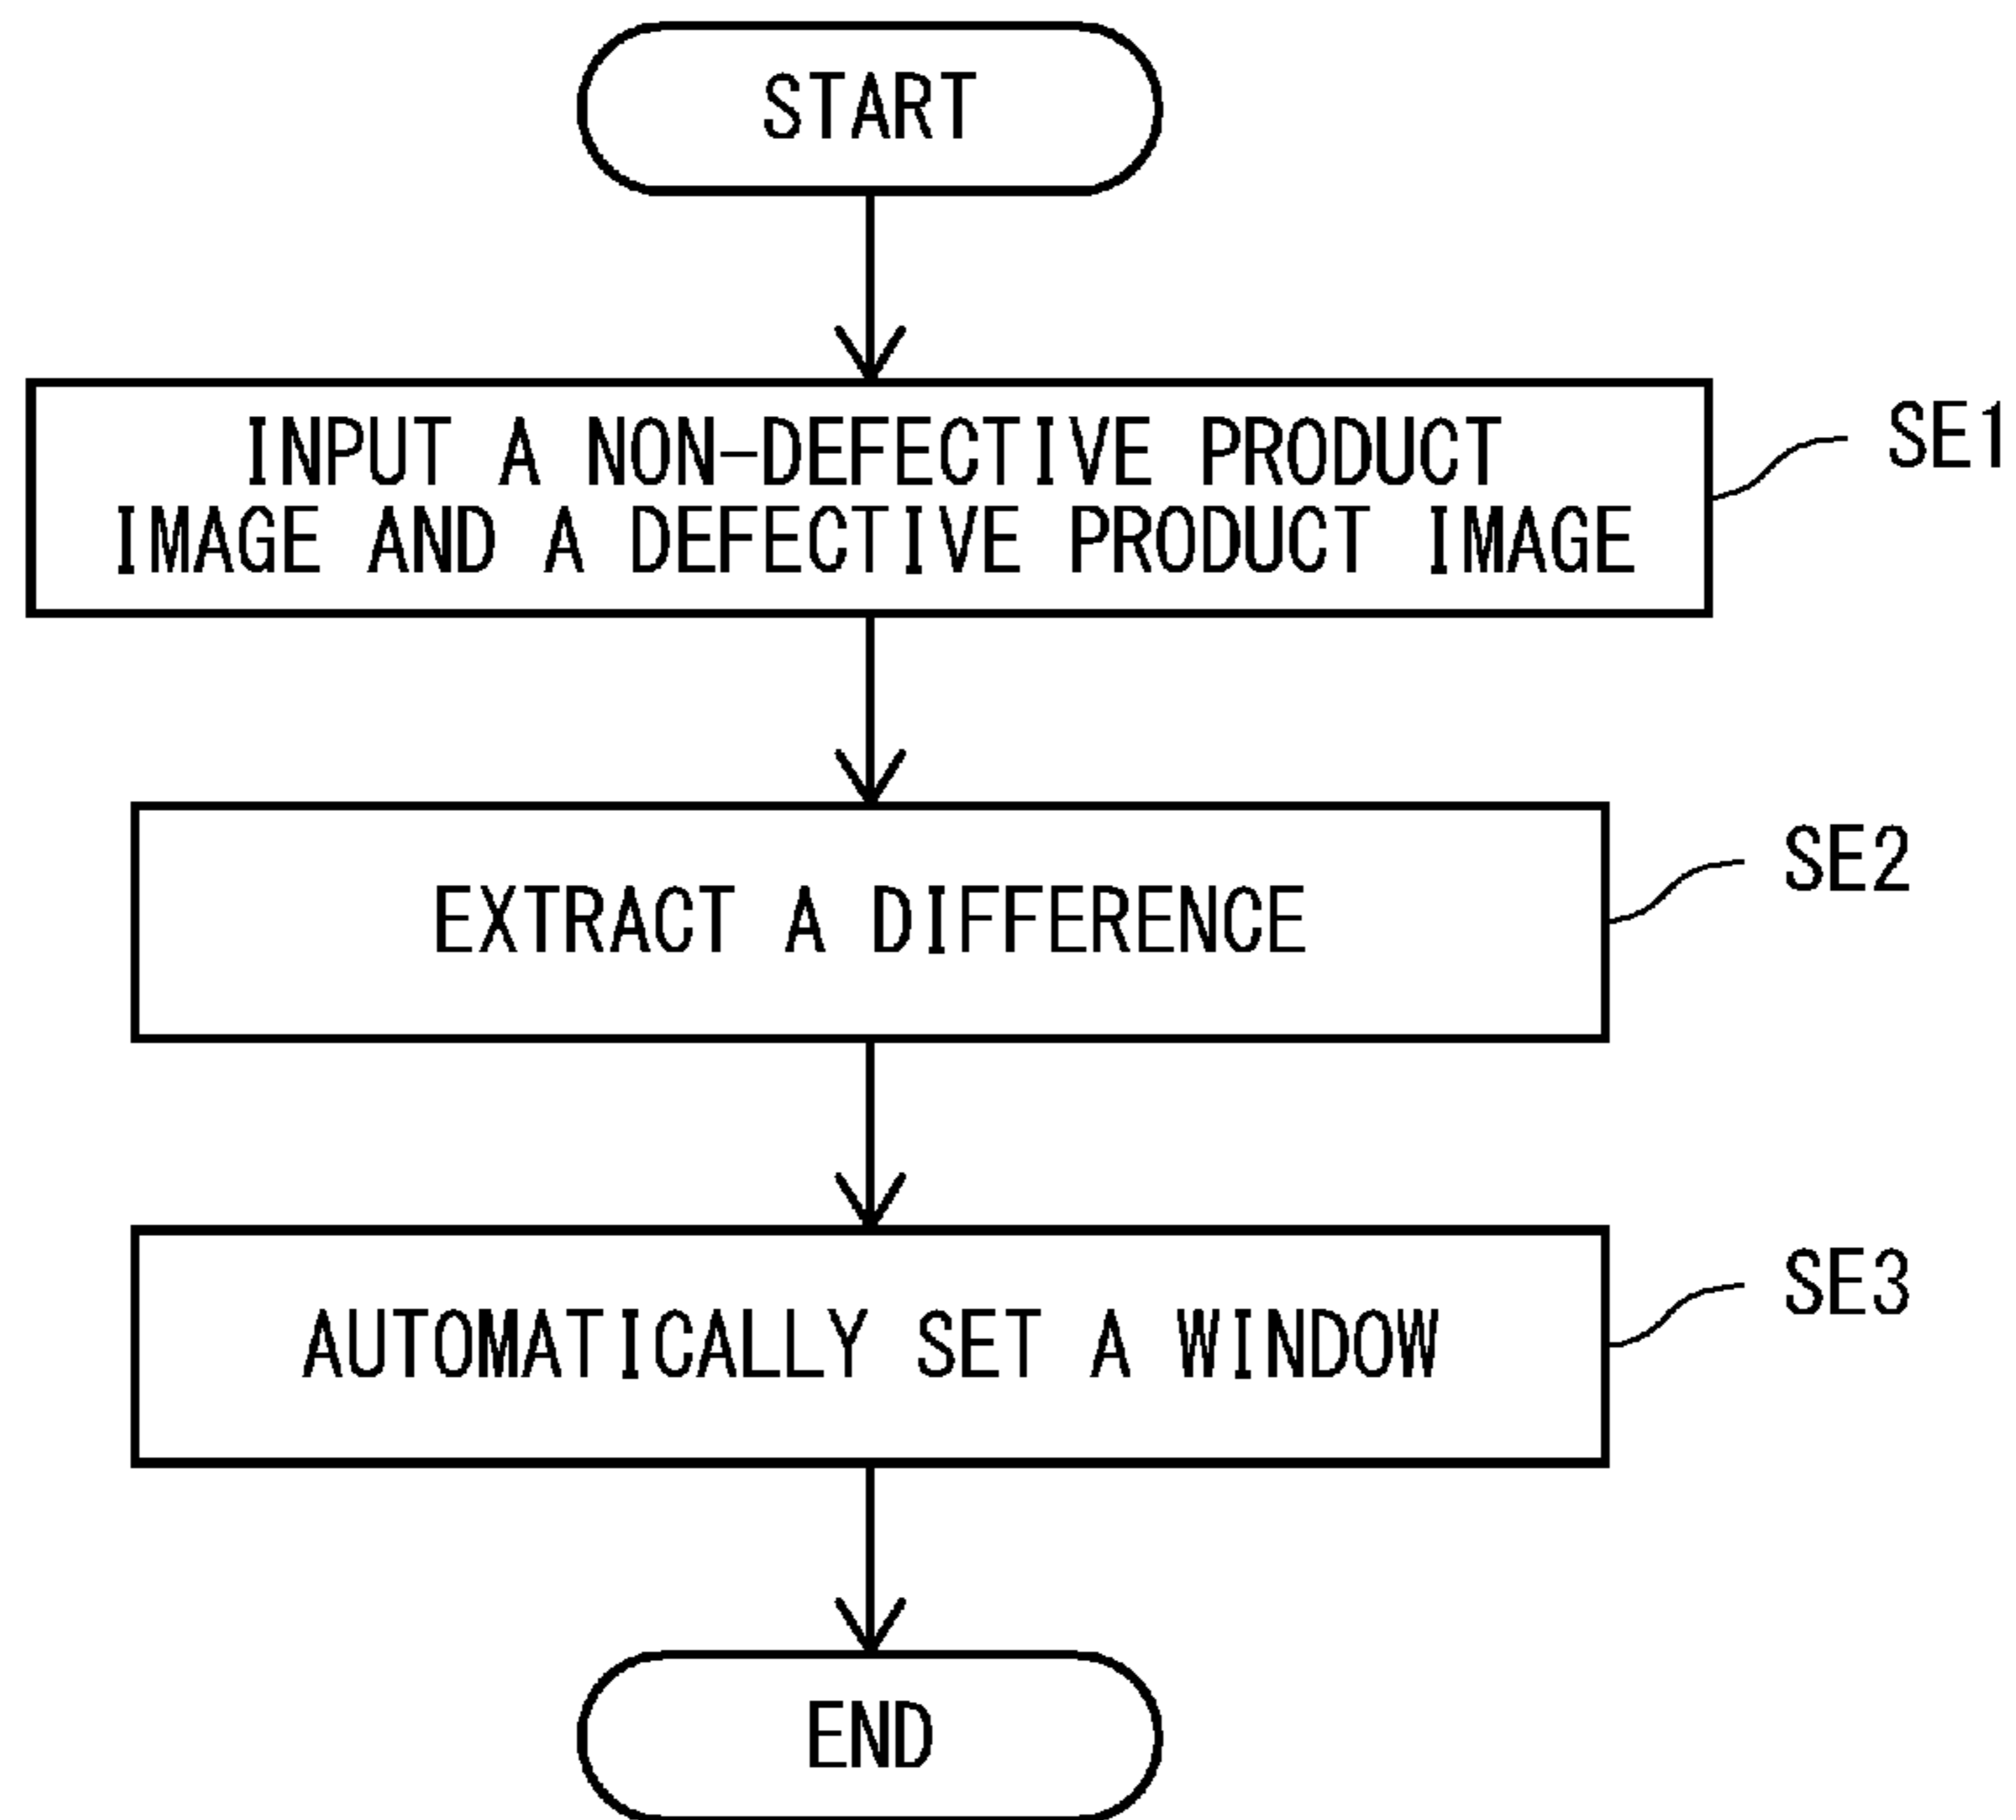 START
INPUT A NON-DEFECTIVE PRODUCT
IMAGE AND A DEFECTIVE PRODUCT IMAGE
SE1
EXTRACT A DIFFERENCE
SE2
AUTOMATICALLY SET A WINDOW
SE3
END